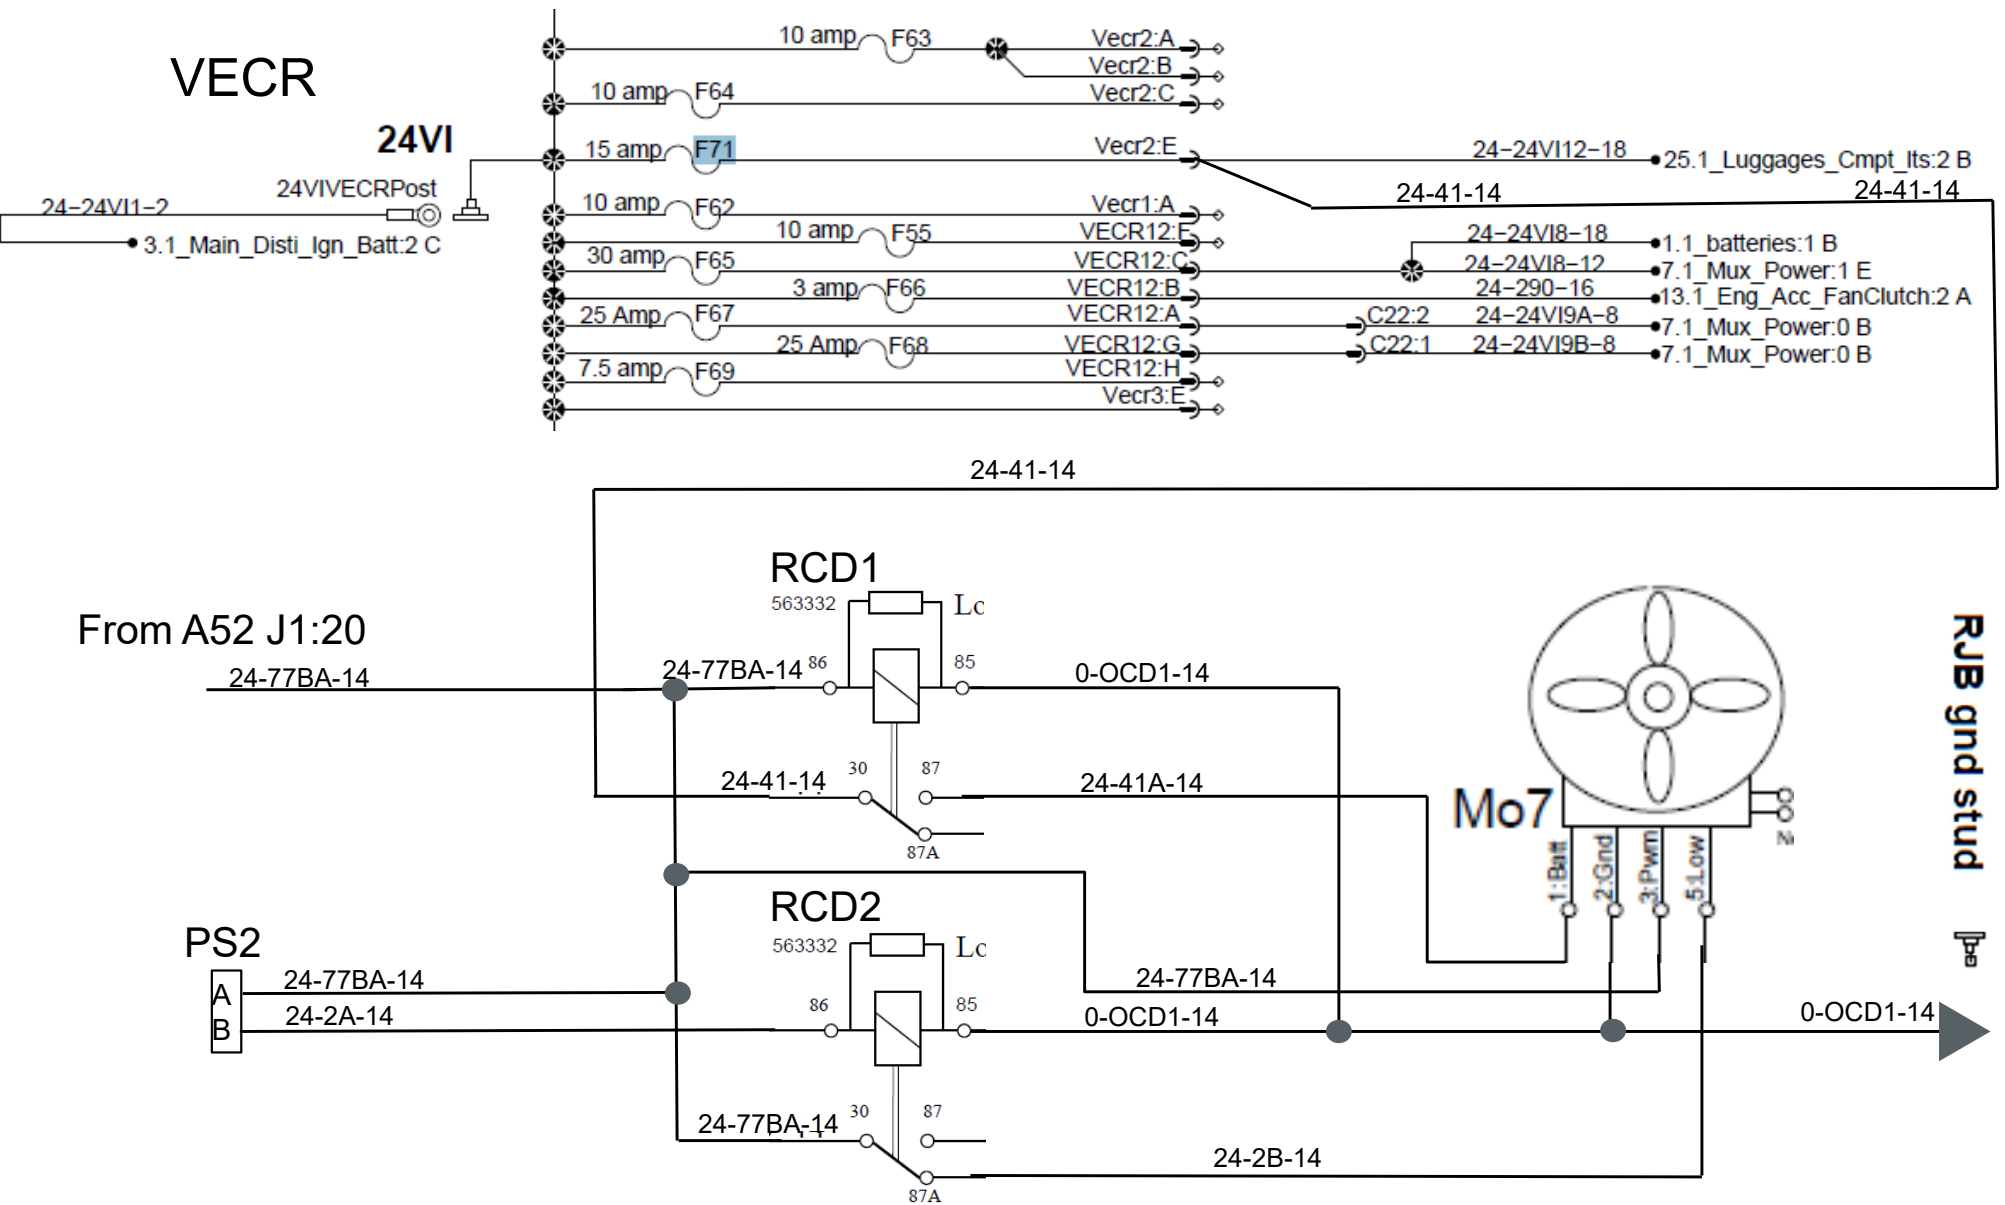 VECR
24VI
24VIVECRPost
24-24VI1-2
3.1_Main_Disti_Ign_Batt:2 C
10 amp F63 Vecr2:A
Vecr2:B
10 amp F64 Vecr2:C
15 amp F71 Vecr2:E 24-24VI12-18 25.1_Luggages_Cmpt_lts:2 B
24-41-14 24-41-14
10 amp F62 Vecr1:A
10 amp F55 VECR12:F 24-24VI8-18 1.1_batteries:1 B
30 amp F65 VECR12:C 24-24VI8-12 7.1_Mux_Power:1 E
3 amp F66 VECR12:B 24-290-16 13.1_Eng_Acc_FanClutch:2 A
25 Amp F67 VECR12:A C22:2 24-24VI9A-8 7.1_Mux_Power:0 B
25 Amp F68 VECR12:G C22:1 24-24VI9B-8 7.1_Mux_Power:0 B
7.5 amp F69 VECR12:H
Vecr3:E
24-41-14
RCD1
563332 Lc
From A52 J1:20
24-77BA-14 24-77BA-14 86 85 0-OCD1-14
24-41-14 30 87 24-41A-14
87A
Mo7
1:Batt
2:Gnd
3:Pwm
5:Low
RJB gnd stud
RCD2
563332 Lc
PS2
A 24-77BA-14 24-77BA-14
B 24-2A-14 86 85 0-OCD1-14 0-OCD1-14
24-77BA-14 30 87
87A 24-2B-14